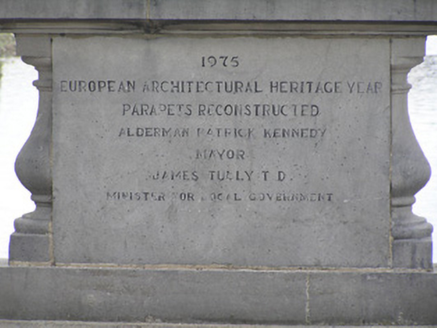 1975
EUROPEAN ARCHITECTURAL HERITAGE YEAR
PARAPETS RECONSTRUCTED
ALDERMAN PATRICK KENNEDY
MAYOR
JAMES TULLY T.D.
MINISTER FOR LOCAL GOVERNMENT